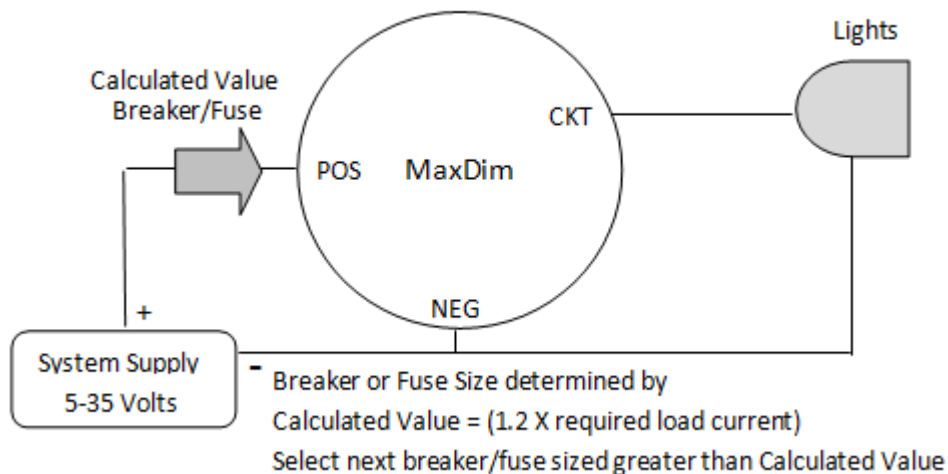 Lights
Calculated Value
Breaker/Fuse
CKT
POS
MaxDim
NEG
+
System Supply
5-35 Volts
-
Breaker or Fuse Size determined by
Calculated Value = (1.2 X required load current)
Select next breaker/fuse sized greater than Calculated Value